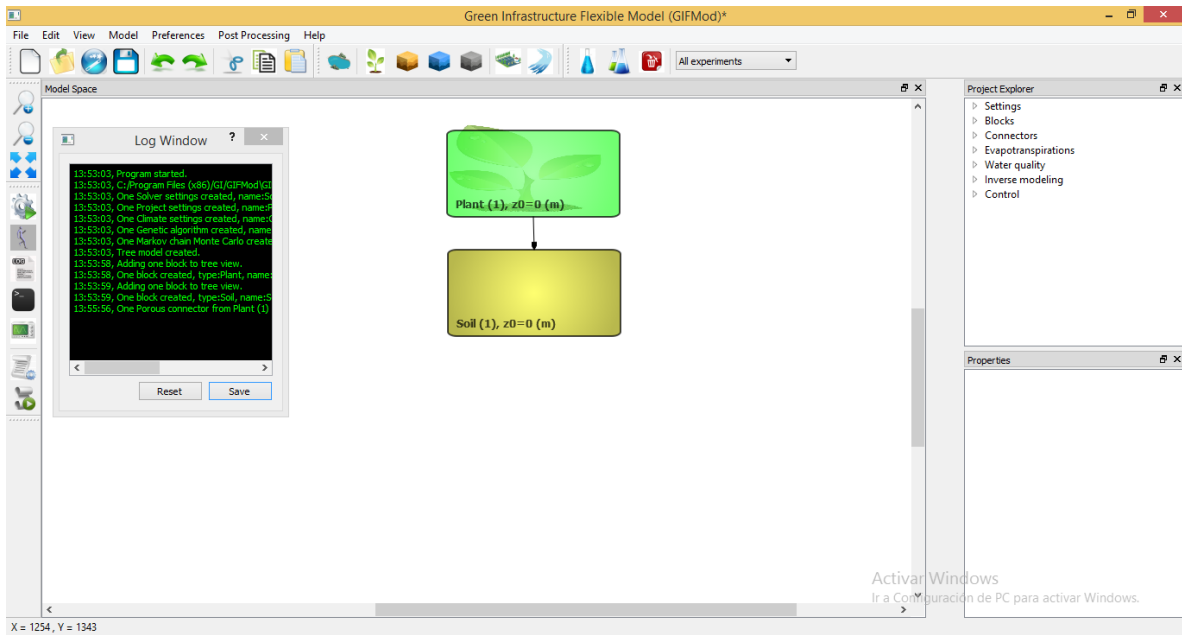 Green Infrastructure Flexible Model (GIFMod)*
File Edit View Model Preferences Post Processing Help
All experiments
Model Space
Project Explorer
Settings
Blocks
Connectors
Evapotranspirations
Water quality
Inverse modeling
Control
Log Window ?
13:53:03, Program started.
13:53:03, C:/Program Files (x86)/GI/GIFMod\GI
13:53:03, One Solver settings created, name:So
13:53:03, One Project settings created, name:P
13:53:03, One Climate settings created, name:C
13:53:03, One Genetic algorithm created, name
13:53:03, One Markov chain Monte Carlo create
13:53:03, Tree model created.
13:53:58, Adding one block to tree view.
13:53:58, One block created, type:Plant, name:
13:53:59, Adding one block to tree view.
13:53:59, One block created, type:Soil, name:S
13:55:56, One Porous connector from Plant (1)
Reset Save
Plant (1), z0=0 (m)
Soil (1), z0=0 (m)
Properties
Activar Windows
Ir a Configuración de PC para activar Windows.
X = 1254 , Y = 1343